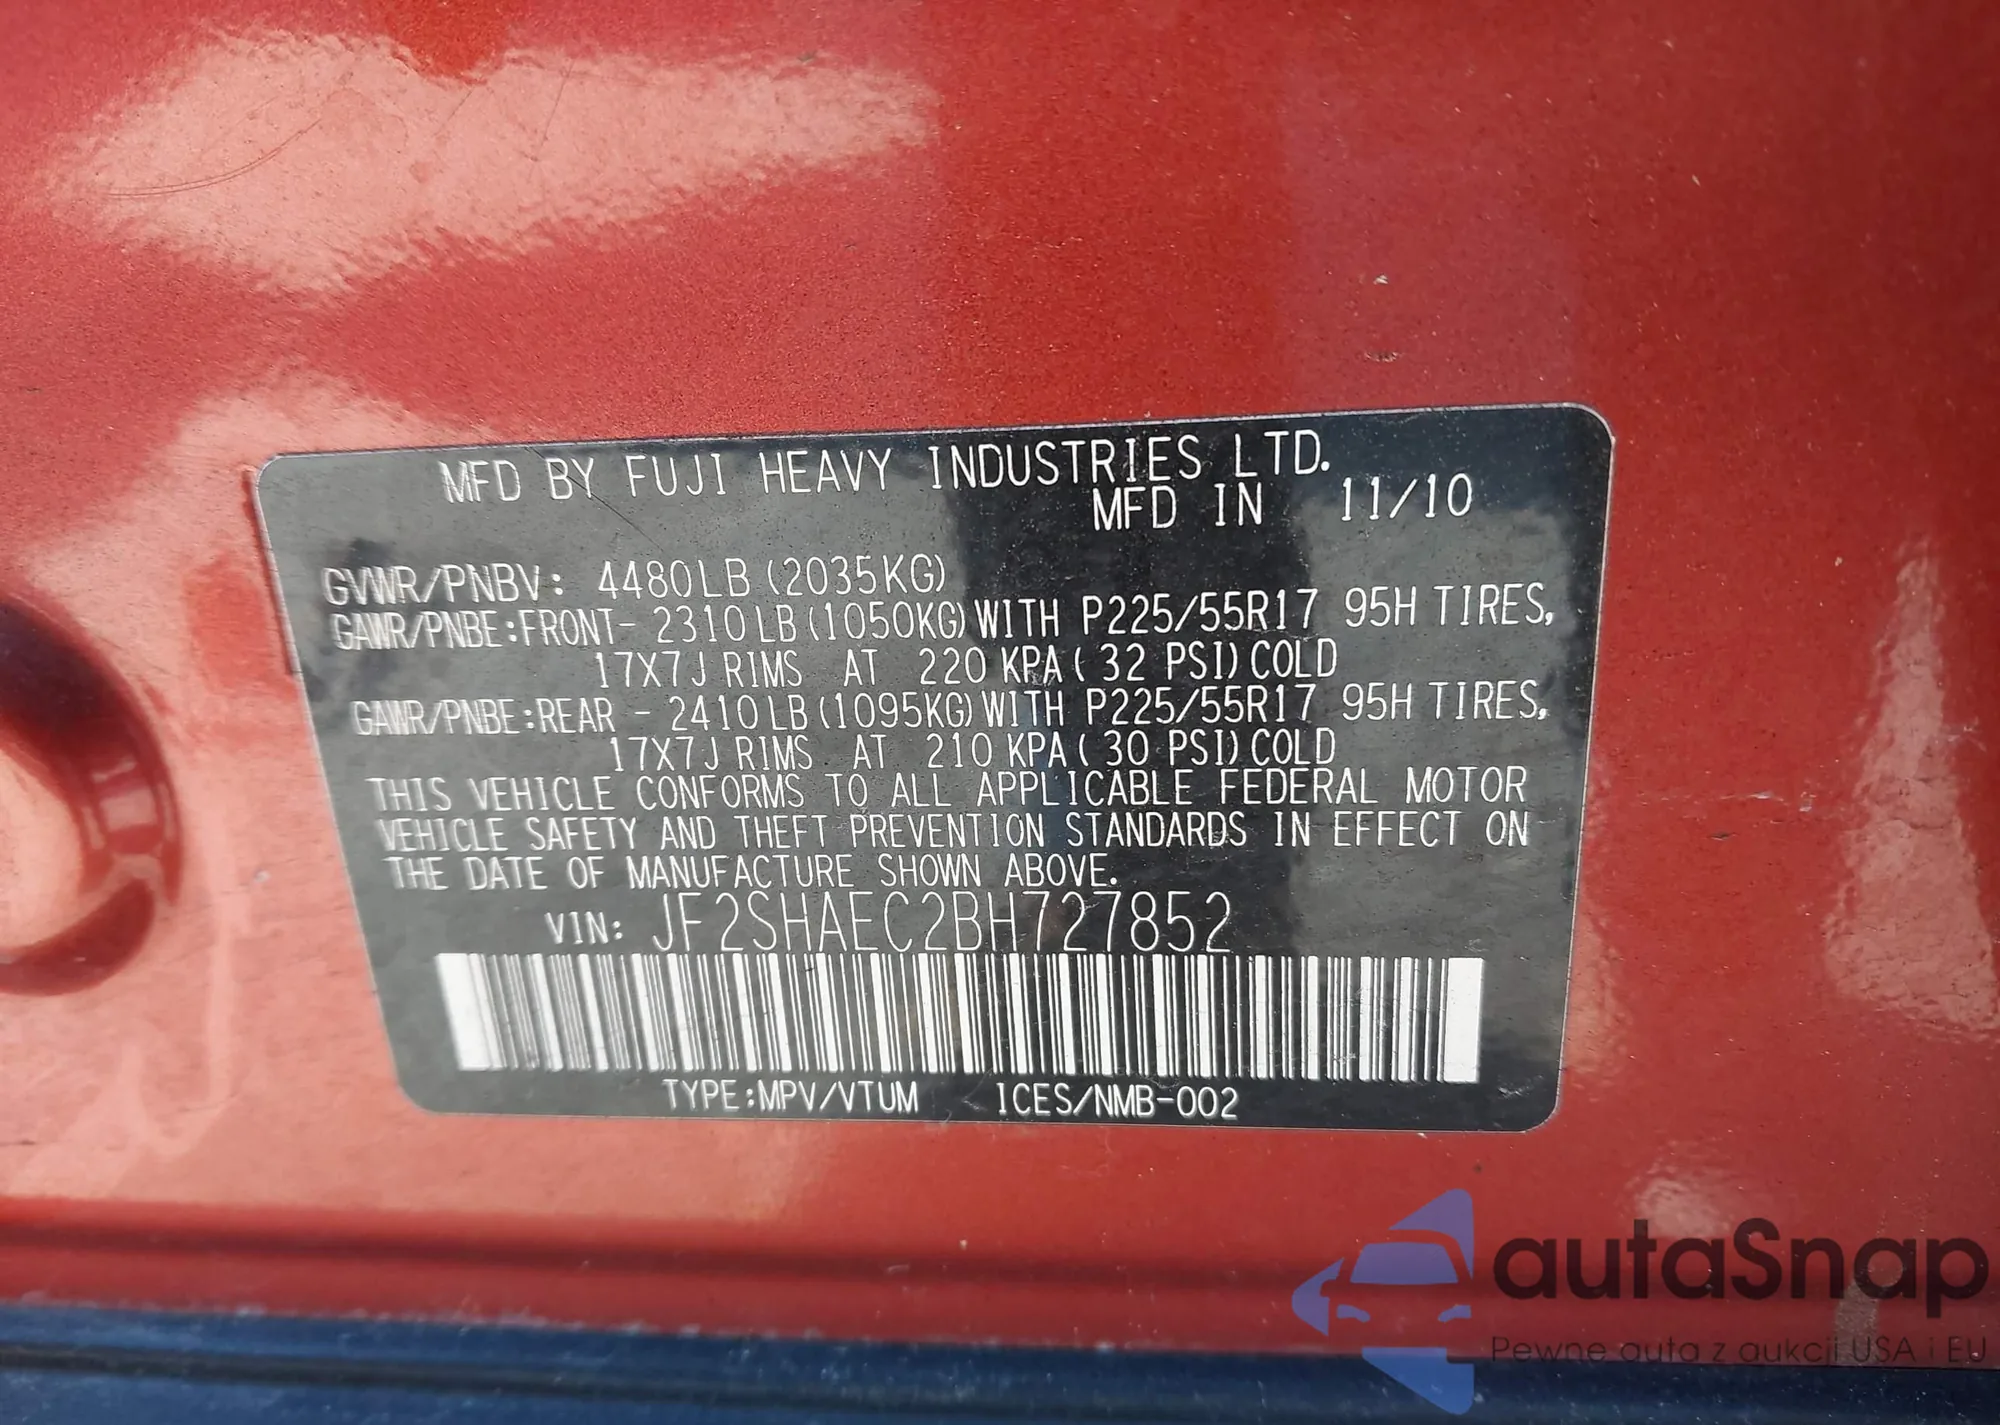 MFD BY FUJI HEAVY INDUSTRIES LTD.
MFD IN 11/10
GVWR/PNBV: 4480LB (2035KG)
GAWR/PNBE:FRONT- 2310LB (1050KG) WITH P225/55R17 95H TIRES,
17X7J RIMS AT 220 KPA ( 32 PSI) COLD
GAWR/PNBE:REAR - 2410LB (1095KG) WITH P225/55R17 95H TIRES,
17X7J RIMS AT 210 KPA ( 30 PSI) COLD
THIS VEHICLE CONFORMS TO ALL APPLICABLE FEDERAL MOTOR
VEHICLE SAFETY AND THEFT PREVENTION STANDARDS IN EFFECT ON
THE DATE OF MANUFACTURE SHOWN ABOVE.
VIN: JF2SHAEC2BH727852
TYPE:MPV/VTUM ICES/NMB-002
autaSnap
Pewne auta z aukcji USA i EU